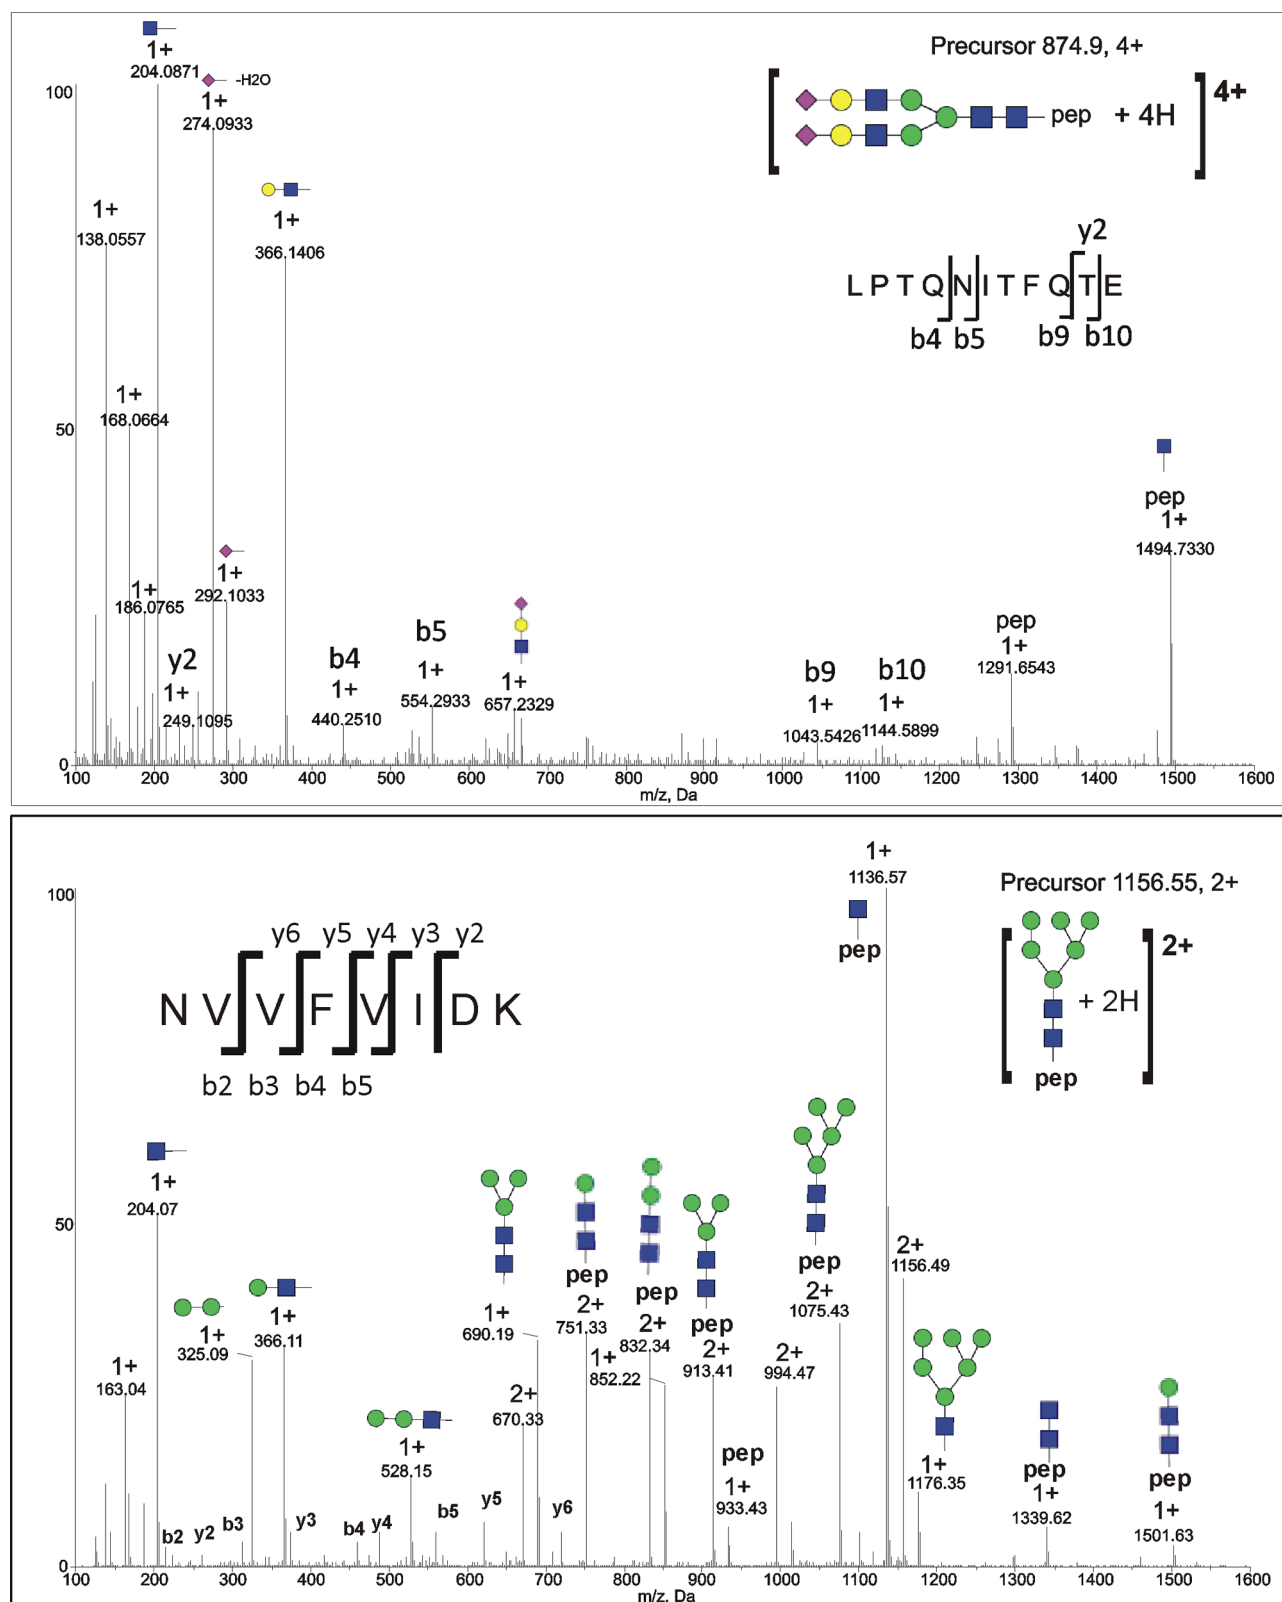 1+
204.0871
-H2O
1+
274.0933
Precursor 874.9, 4+
4+
pep + 4H
100
1+
138.0557
1+
366.1406
y2
L P T Q N I T F Q T E
b4 b5 b9 b10
1+
168.0664
50
pep
1+
1494.7330
1+
186.0765
1+
292.1033
y2
1+
249.1095
b4
1+
440.2510
b5
1+
554.2933
1+
657.2329
b9
1+
1043.5426
b10
1+
1144.5899
pep
1+
1291.6543
0
100 200 300 400 500 600 700 800 900 1000 1100 1200 1300 1400 1500 1600
m/z, Da
1+
1136.57
pep
Precursor 1156.55, 2+
2+
+ 2H
pep
100
y6 y5 y4 y3 y2
N V V F V I D K
b2 b3 b4 b5
1+
204.07
50
1+
163.04
1+
325.09
1+
366.11
1+
528.15
1+
690.19
2+
670.33
pep
2+
751.33
pep
2+
832.34
1+
852.22
pep
2+
913.41
pep
1+
933.43
2+
994.47
pep
2+
1075.43
2+
1156.49
1+
1176.35
pep
1+
1339.62
pep
1+
1501.63
b2 y2 b3 y3 b4 y4 b5 y5 y6
0
100 200 300 400 500 600 700 800 900 1000 1100 1200 1300 1400 1500 1600
m/z, Da